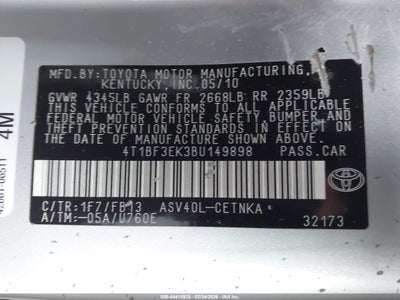 MFD.BY: TOYOTA MOTOR MANUFACTURING,
KENTUCKY, INC. 05/10
GVWR 4345LB GAWR FR 2668LB RR 2359LB
THIS VEHICLE CONFORMS TO ALL APPLICABLE
FEDERAL MOTOR VEHICLE SAFETY, BUMPER, AND
THEFT PREVENTION STANDARDS IN EFFECT ON
THE DATE OF MANUFACTURE SHOWN ABOVE.
4T1BF3EK3BU149898 PASS.CAR
C/TR: 1F7/FB13 ASV40L-CETNKA
A/TM: -05A/U760E
32173
TOYOTA
4M